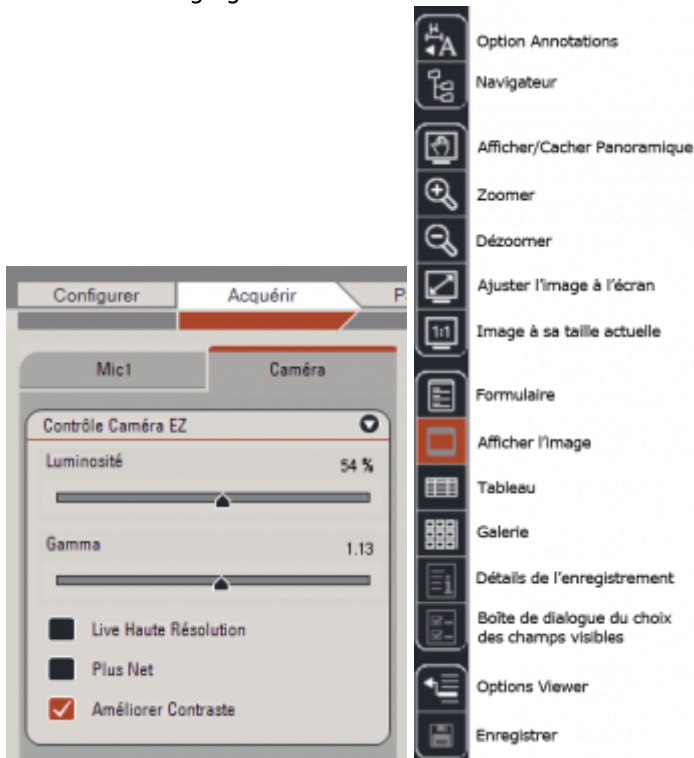 Configurer Acquérir
Mic1 Caméra
Contrôle Caméra EZ
Luminosité 54 %
Gamma 1.13
Live Haute Résolution
Plus Net
Améliorer Contraste
Option Annotations
Navigateur
Afficher/Cacher Panoramique
Zoomer
Dézoomer
Ajuster l'image à l'écran
1:1 Image à sa taille actuelle
Formulaire
Afficher l'image
Tableau
Galerie
Détails de l'enregistrement
Boîte de dialogue du choix
des champs visibles
Options Viewer
Enregistrer